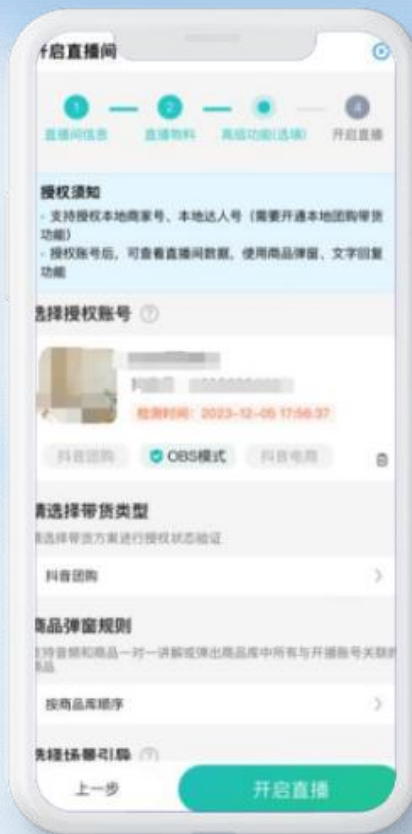 开启直播间
1
2
4
直播间信息
直播物料
高级功能(选填)
开启直播
授权须知
- 支持授权本地商家号、本地达人号（需要开通本地团购带货
功能）
- 授权账号后，可查看直播间数据，使用商品弹窗、文字回复
功能
选择授权账号 ?
抖音号
检测时间：2023-12-05 17:56:37
抖音团购
OBS模式
抖音电商
请选择带货类型
请选择带货方案进行授权状态验证
抖音团购
商品弹窗规则
支持音频和商品一对一讲解或弹出商品库中所有与开播账号关联的
商品
按商品库顺序
选择场景引导 ?
上一步
开启直播